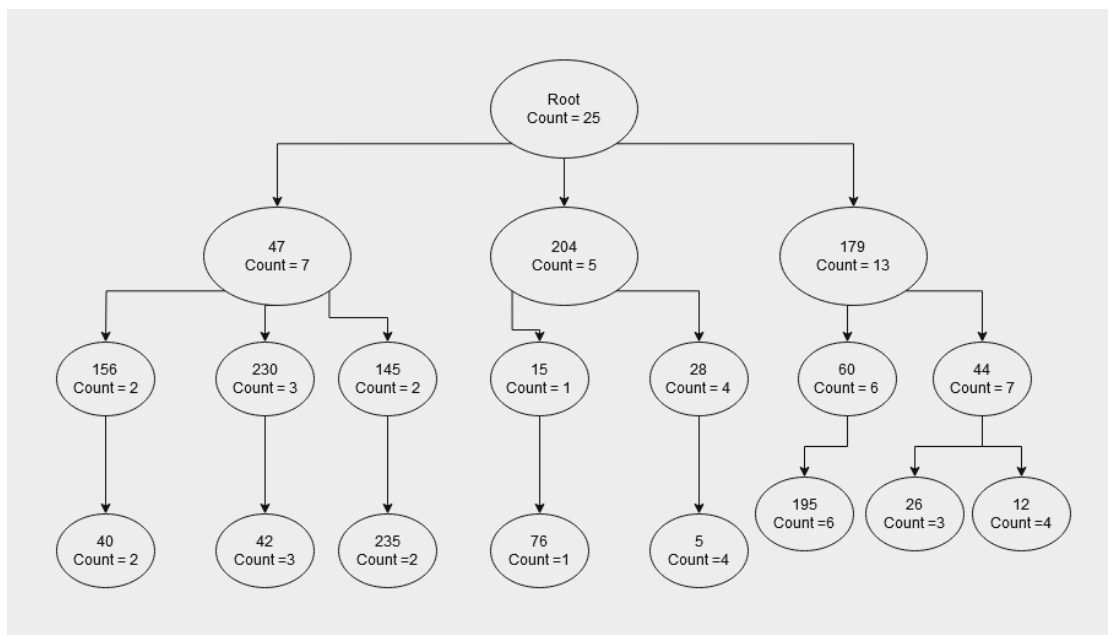 Root
Count = 25
47
Count = 7
204
Count = 5
179
Count = 13
156
Count = 2
230
Count = 3
145
Count = 2
15
Count = 1
28
Count = 4
60
Count = 6
44
Count = 7
195
Count =6
26
Count =3
12
Count =4
40
Count = 2
42
Count =3
235
Count =2
76
Count =1
5
Count =4